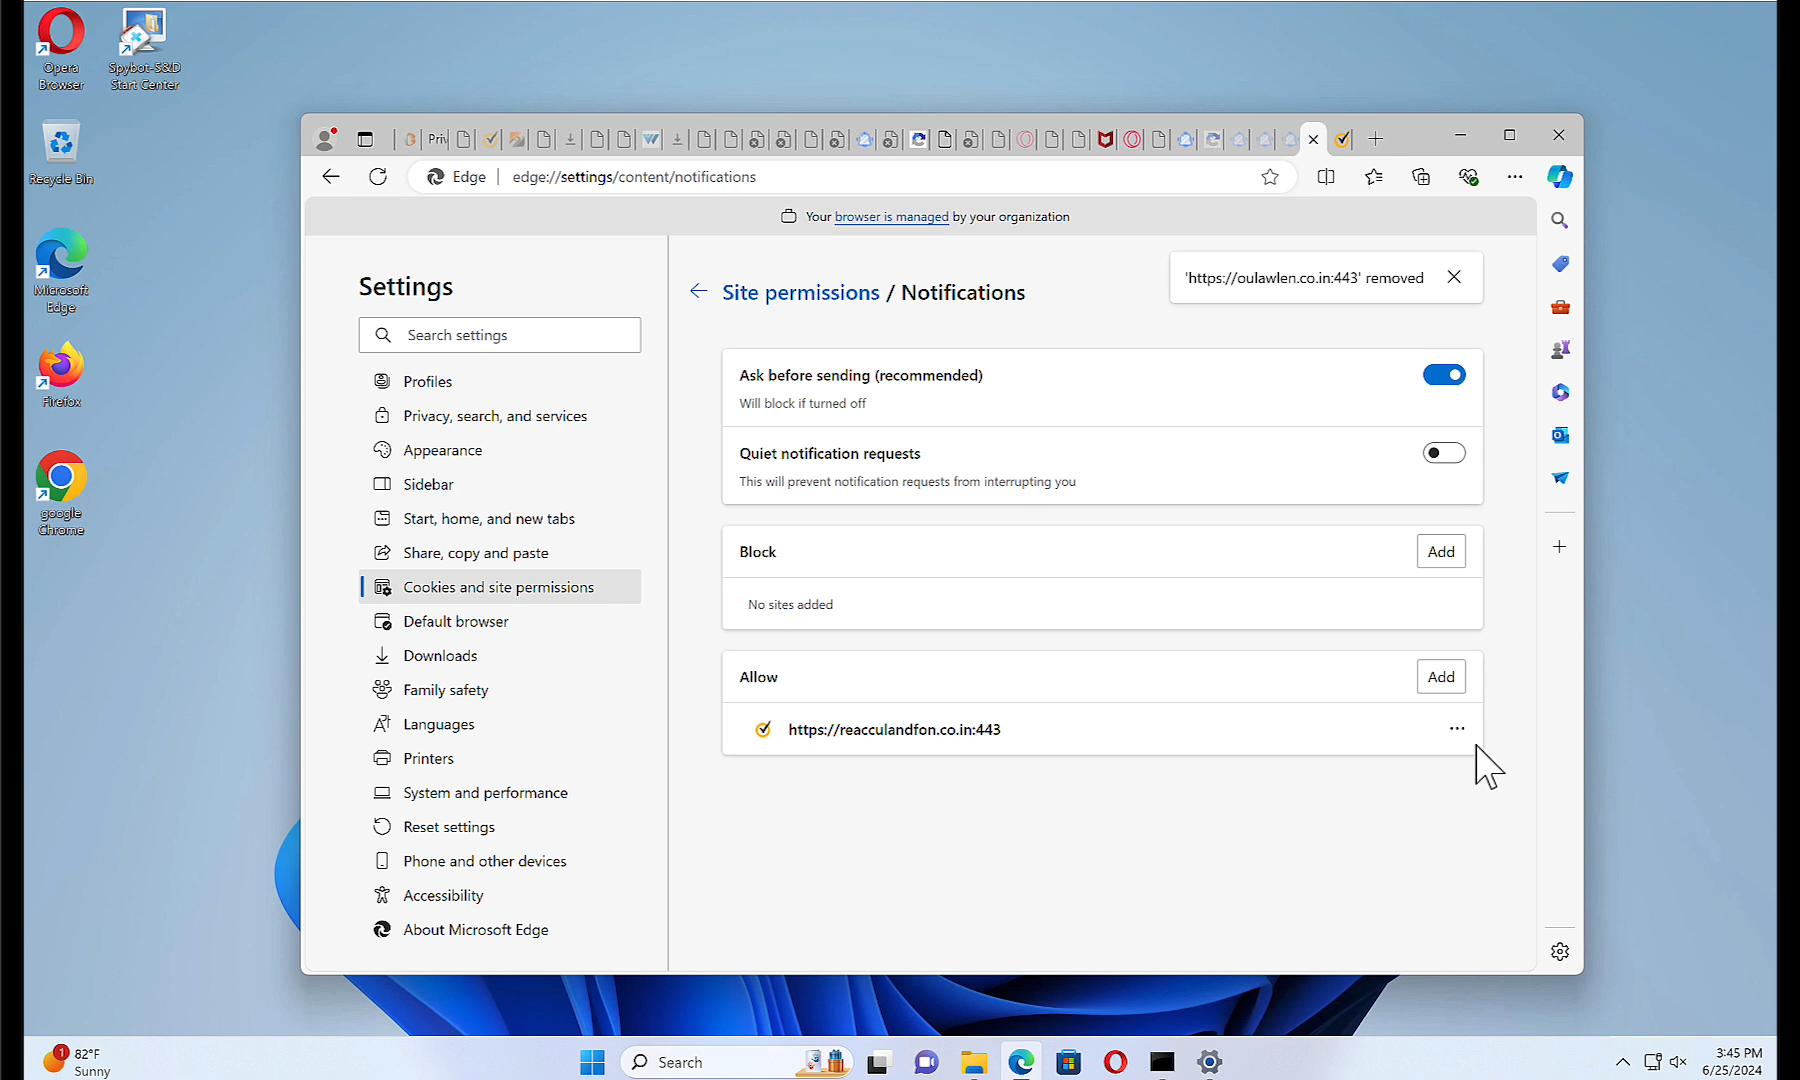 Opera
Browser
Spybot-S&D
Start Center
Recycle Bin
Microsoft
Edge
Firefox
google
Chrome
Priv
Edge
edge://settings/content/notifications
Your browser is managed by your organization
Settings
Search settings
Profiles
Privacy, search, and services
Appearance
Sidebar
Start, home, and new tabs
Share, copy and paste
Cookies and site permissions
Default browser
Downloads
Family safety
Languages
Printers
System and performance
Reset settings
Phone and other devices
Accessibility
About Microsoft Edge
Site permissions / Notifications
'https://oulawlen.co.in:443' removed
Ask before sending (recommended)
Will block if turned off
Quiet notification requests
This will prevent notification requests from interrupting you
Block
Add
No sites added
Allow
Add
https://reacculandfon.co.in:443
1
82°F
Sunny
Search
3:45 PM
6/25/2024